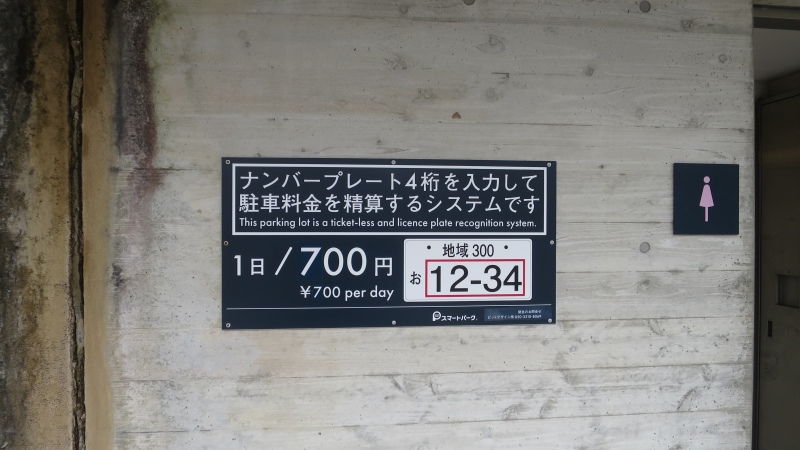 ナンバープレート4桁を入力して
駐車料金を精算するシステムです
This parking lot is a ticket-less and licence plate recognition system.
1日/700円
¥700 per day
地域 300
お 12-34
スマートパーク